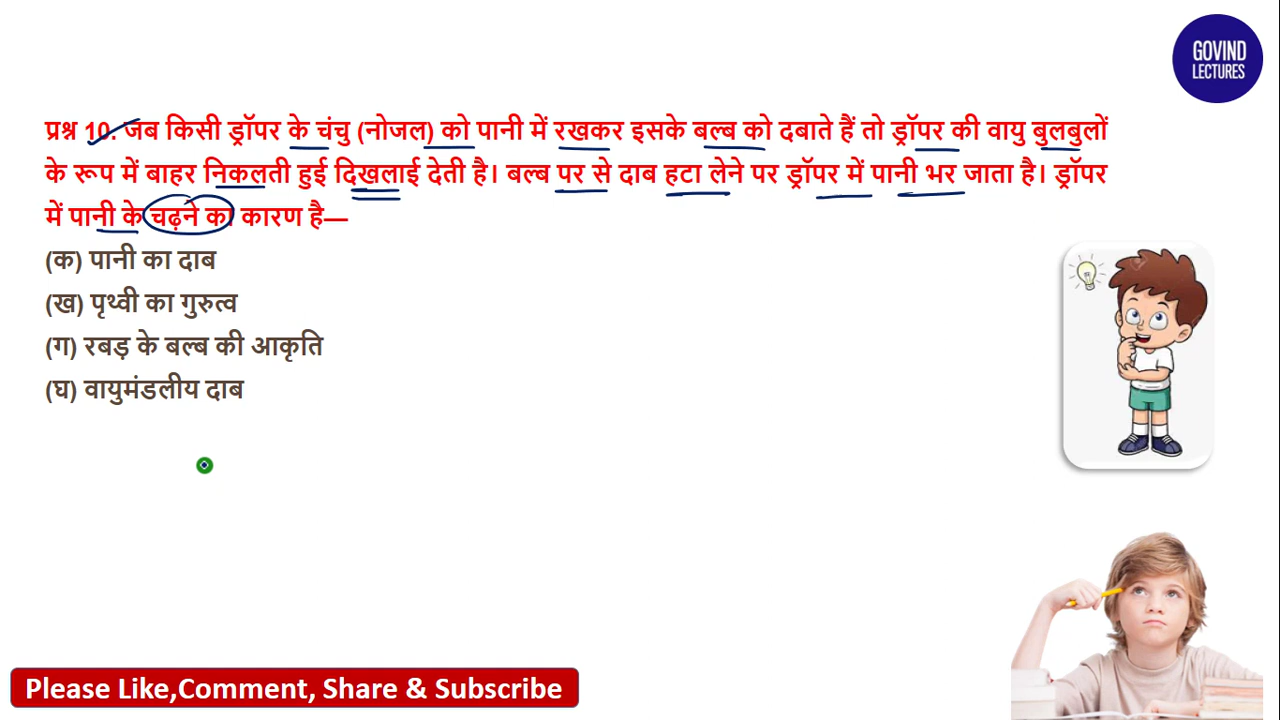 GOVIND
LECTURES
प्रश्न 10. जब किसी ड्रॉपर के चंचु (नोजल) को पानी में रखकर इसके बल्ब को दबाते हैं तो ड्रॉपर की वायु बुलबुलों
के रूप में बाहर निकलती हुई दिखलाई देती है। बल्ब पर से दाब हटा लेने पर ड्रॉपर में पानी भर जाता है। ड्रॉपर
में पानी के चढ़ने का कारण है—
(क) पानी का दाब
(ख) पृथ्वी का गुरुत्व
(ग) रबड़ के बल्ब की आकृति
(घ) वायुमंडलीय दाब
Please Like,Comment, Share & Subscribe